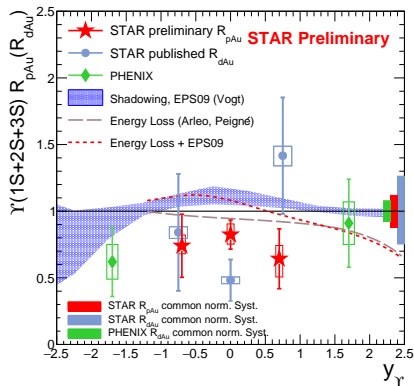 STAR preliminary R_pAu
STAR Preliminary
STAR published R_dAu
PHENIX
Shadowing, EPS09 (Vogt)
Energy Loss (Arleo, Peigné)
Energy Loss + EPS09
ϒ(1S+2S+3S) R_pAu(R_dAu)
2
1.5
1
0.5
0
STAR R_pAu common norm. Syst.
STAR R_dAu common norm. Syst.
PHENIX R_dAu common norm. Syst.
−2.5 −2 −1.5 −1 −0.5 0 0.5 1 1.5 2 2.5
y_ϒ